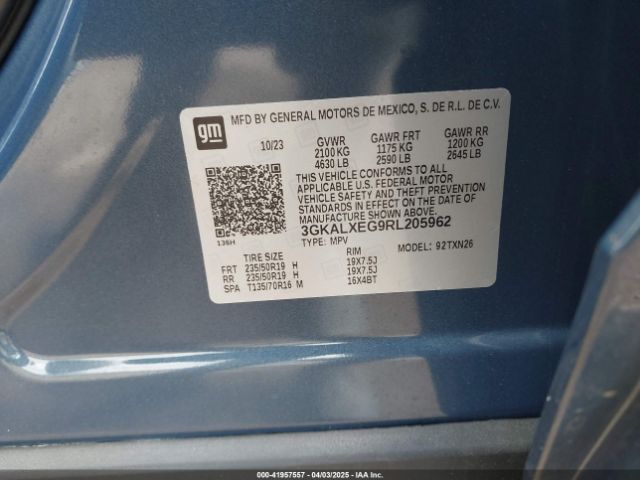 gm
MFD BY GENERAL MOTORS DE MEXICO, S. DE R.L. DE C.V.
10/23 GVWR GAWR FRT GAWR RR
2100 KG 1175 KG 1200 KG
4630 LB 2590 LB 2645 LB
THIS VEHICLE CONFORMS TO ALL
APPLICABLE U.S. FEDERAL MOTOR
VEHICLE SAFETY AND THEFT PREVENTION
STANDARDS IN EFFECT ON THE DATE OF
MANUFACTURE SHOWN ABOVE.
3GKALXEG9RL205962
TYPE: MPV MODEL: 92TXN26
136H
TIRE SIZE RIM
FRT 235/50R19 H 19X7.5J
RR 235/50R19 H 19X7.5J
SPA T135/70R16 M 16X4BT
00-41957557 04/03/2025 Copyright © IAA, LLC